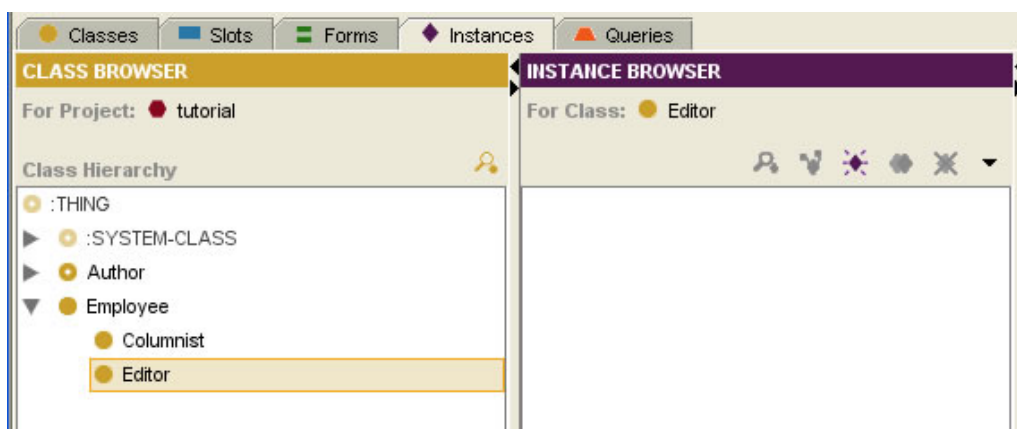 Classes Slots Forms Instances Queries
CLASS BROWSER
For Project: tutorial
Class Hierarchy
:THING
:SYSTEM-CLASS
Author
Employee
Columnist
Editor
INSTANCE BROWSER
For Class: Editor